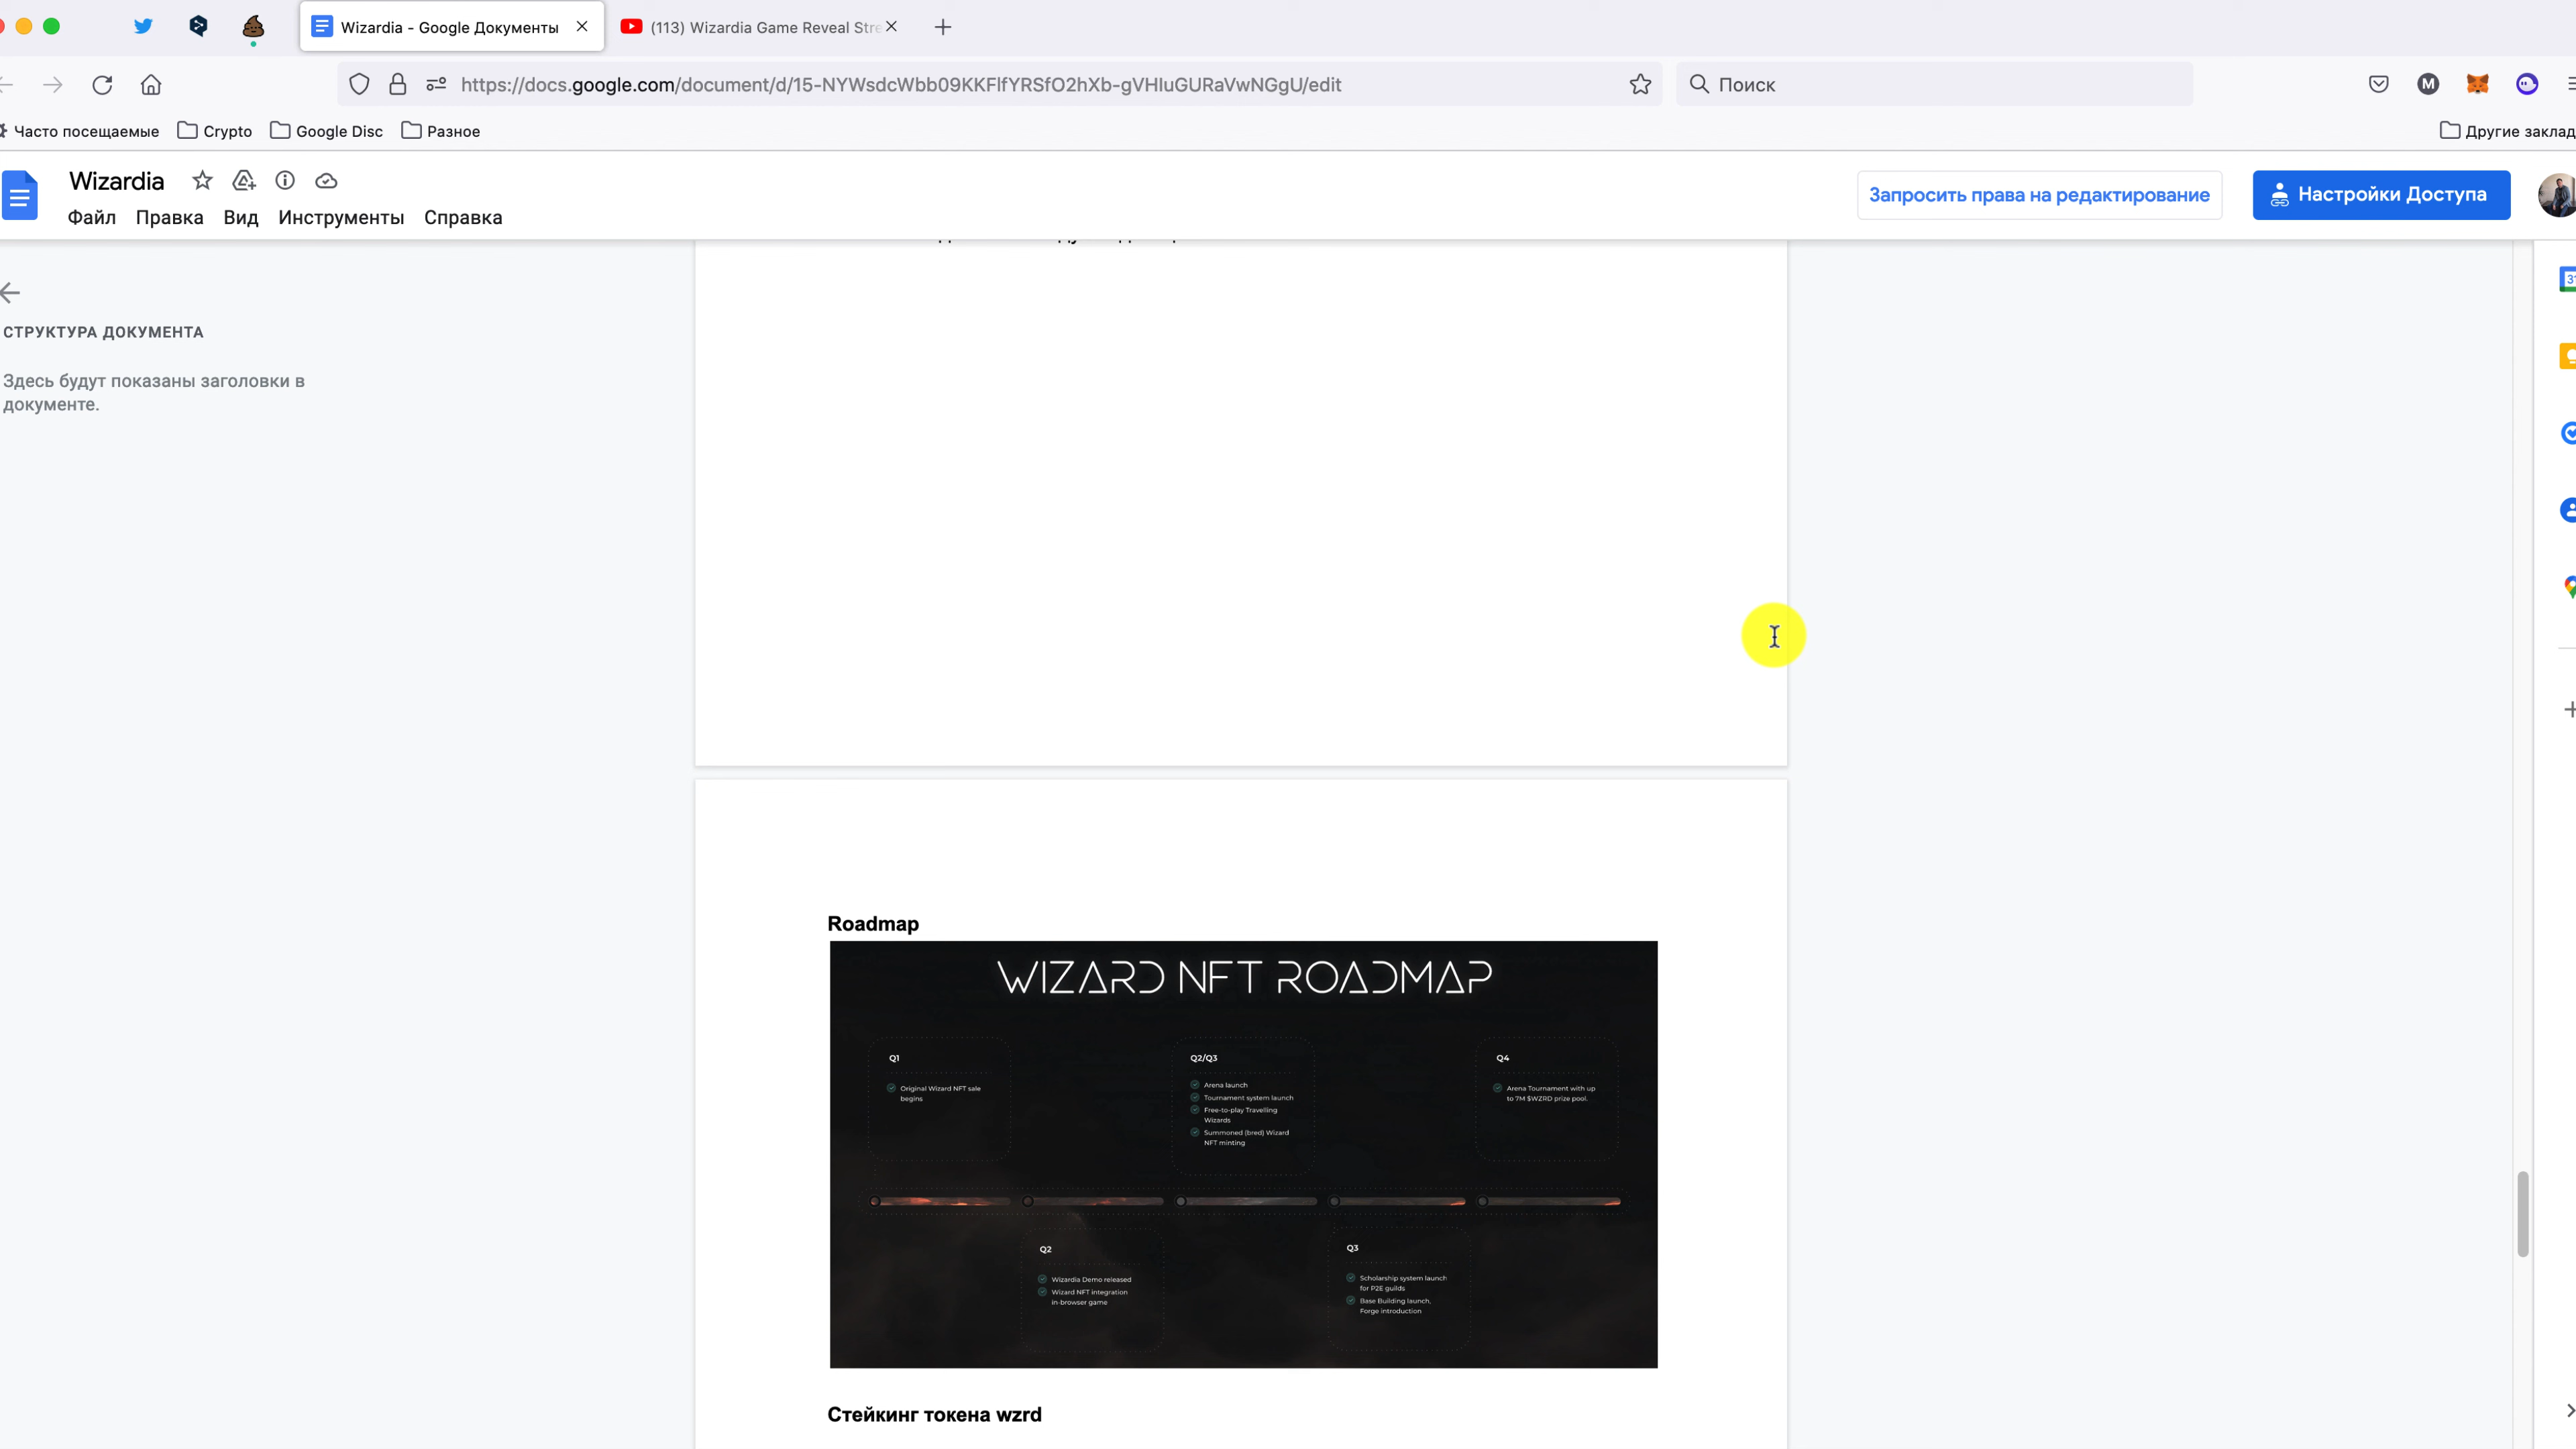 Wizardia - Google Документы
(113) Wizardia Game Reveal Stre
https://docs.google.com/document/d/15-NYWsdcWbb09KKFlfYRSfO2hXb-gVHIuGURaVwNGgU/edit
Поиск
M
Часто посещаемые
Crypto
Google Disc
Разное
Другие заклад
Wizardia
Файл Правка Вид Инструменты Справка
Запросить права на редактирование
Настройки Доступа
СТРУКТУРА ДОКУМЕНТА
Здесь будут показаны заголовки в
документе.
Roadmap
WIZARD NFT ROADMAP
Q1
Original Wizard NFT sale
begins
Q2/Q3
Arena launch
Tournament system launch
Free-to-play Travelling
Wizards
Summoned (bred) Wizard
NFT minting
Q4
Arena Tournament with up
to 7M $WZRD prize pool.
Q2
Wizardia Demo released
Wizard NFT integration
in-browser game
Q3
Scholarship system launch
for P2E guilds
Base Building launch,
Forge introduction
Стейкинг токена wzrd